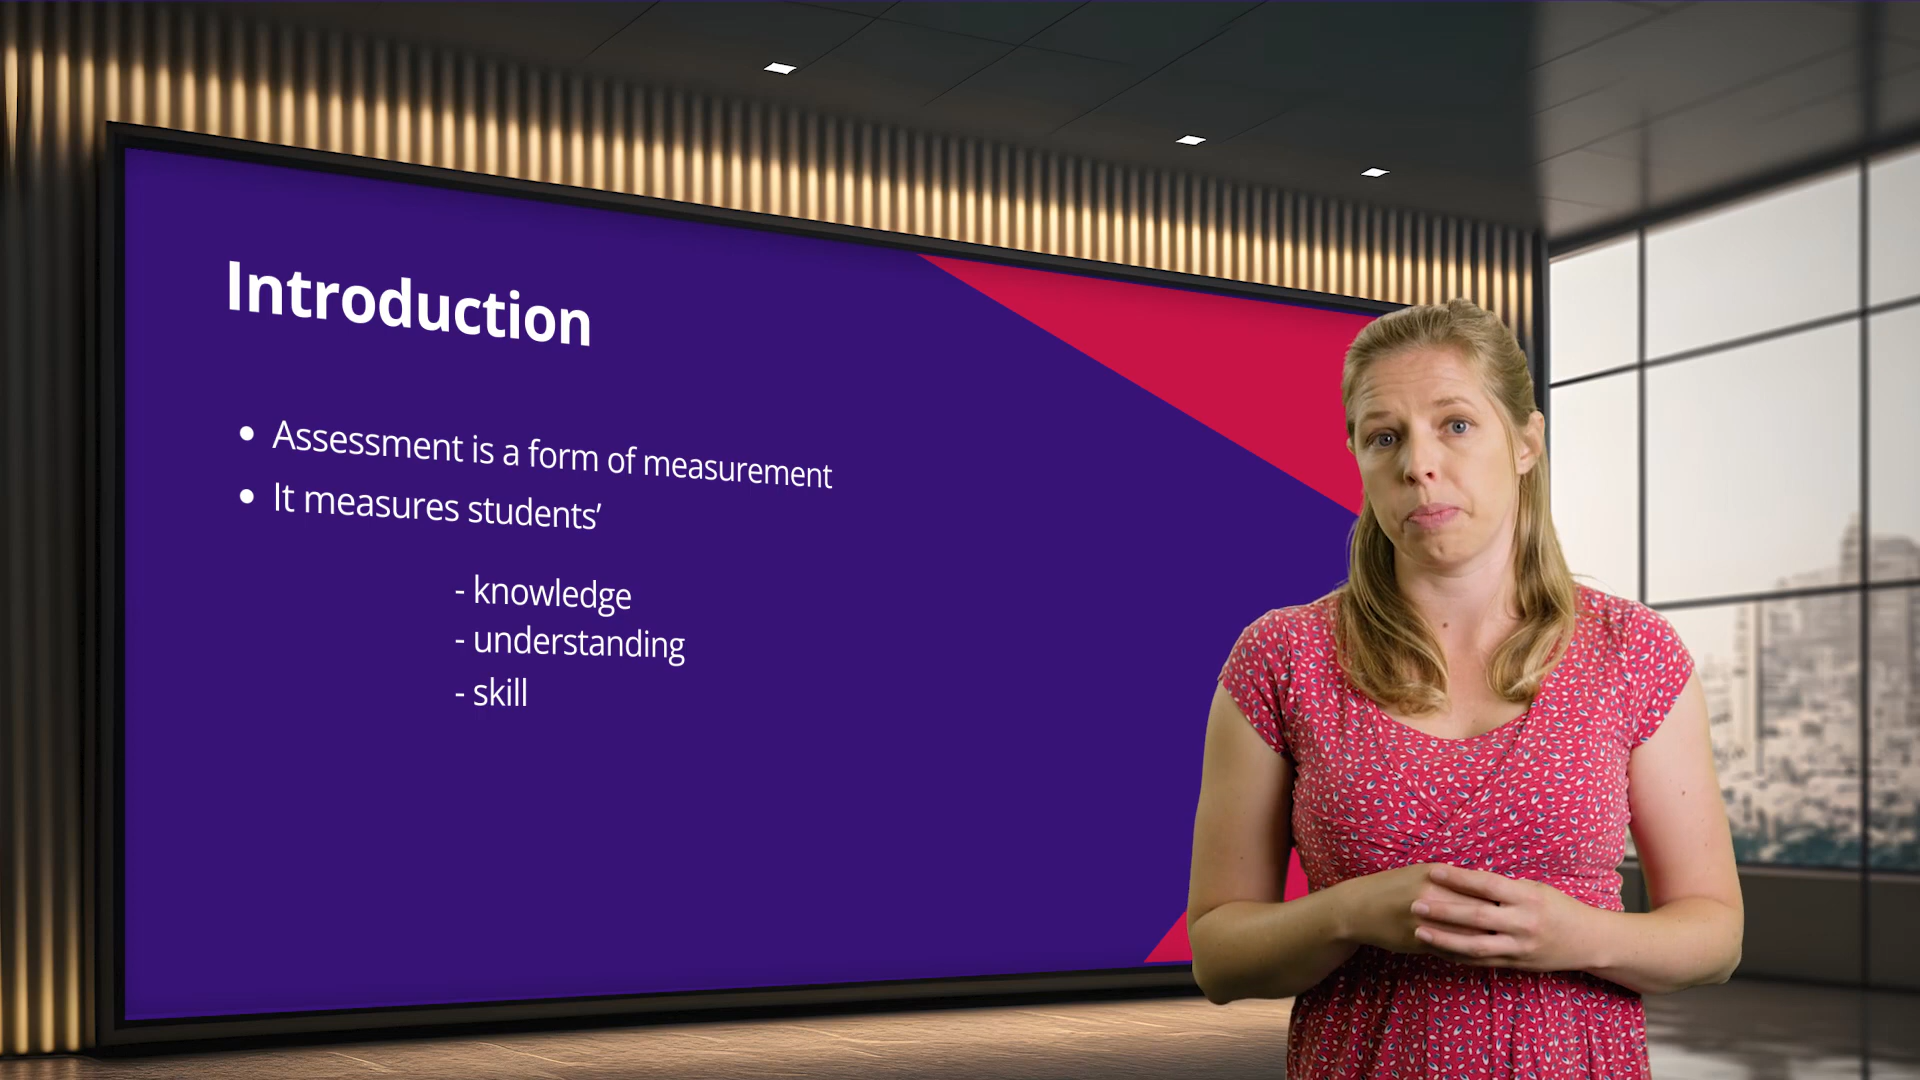 Introduction
• Assessment is a form of measurement
• It measures students’
- knowledge
- understanding
- skill